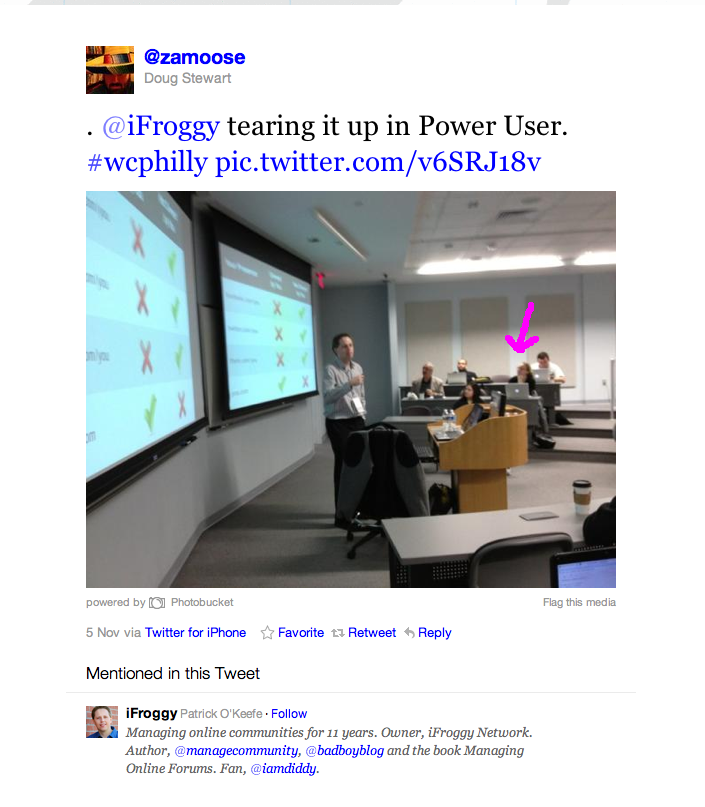 @zamoose
Doug Stewart
. @iFroggy tearing it up in Power User.
#wcphilly pic.twitter.com/v6SRJ18v
powered by Photobucket
Flag this media
5 Nov via Twitter for iPhone Favorite Retweet Reply
Mentioned in this Tweet
iFroggy Patrick O'Keefe · Follow
Managing online communities for 11 years. Owner, iFroggy Network.
Author, @managecommunity, @badboyblog and the book Managing
Online Forums. Fan, @iamdiddy.